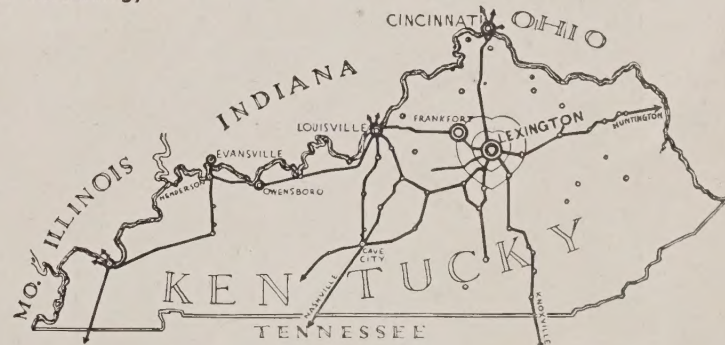 CINCINNATI
OHIO
INDIANA
LOUISVILLE
FRANKFORT
LEXINGTON
HUNTINGTON
EVANSVILLE
HENDERSON
OWENSBORO
ILLINOIS
MO.
CAVE
CITY
KENTUCKY
NASHVILLE
KNOXVILLE
TENNESSEE